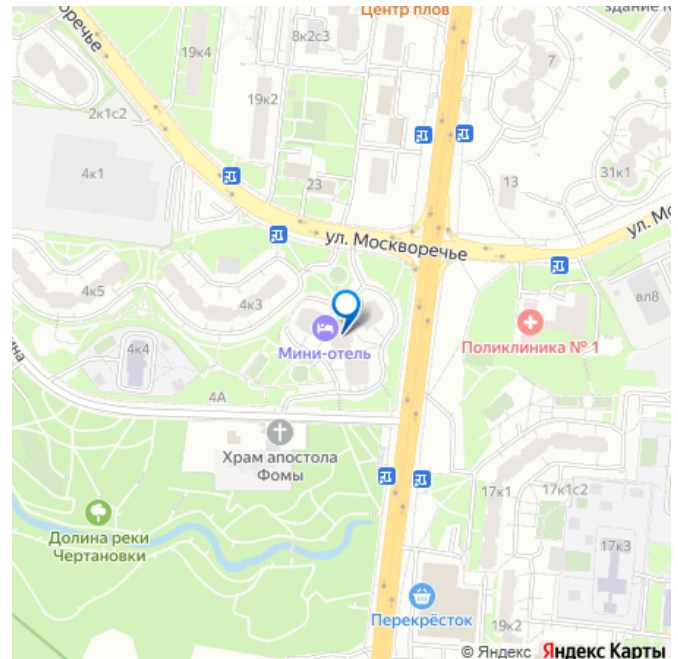 Центр плов
здание №
8к2с3
19к4
7
19к2
2к1с2
4к1
23
13
31к1
ул. Москворечье
ул. Мо
4к5
4к3
вл8
Мини-отель
Поликлиника № 1
4к4
4А
Храм апостола
Фомы
17к1
17к1с2
Долина реки
Чертановки
17к3
Перекрёсток
19к2
© Яндекс Яндекс Карты